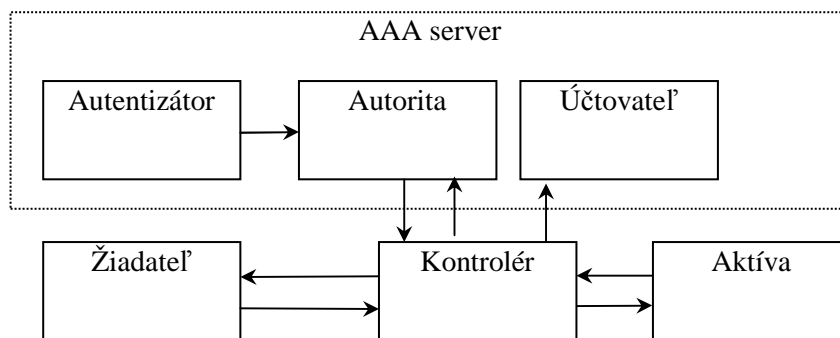 AAA server
Autentizátor
Autorita
Účtovateľ
Žiadateľ
Kontrolér
Aktíva